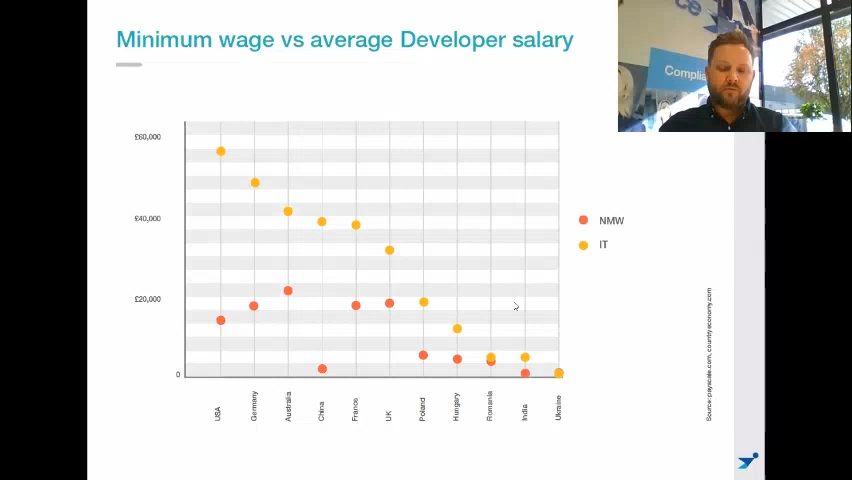 Minimum wage vs average Developer salary
Complia
£60,000
£40,000
£20,000
0
NMW
IT
USA
Germany
Australia
China
France
UK
Poland
Hungary
Romania
India
Ukraine
Source: payscale.com, countryeconomy.com